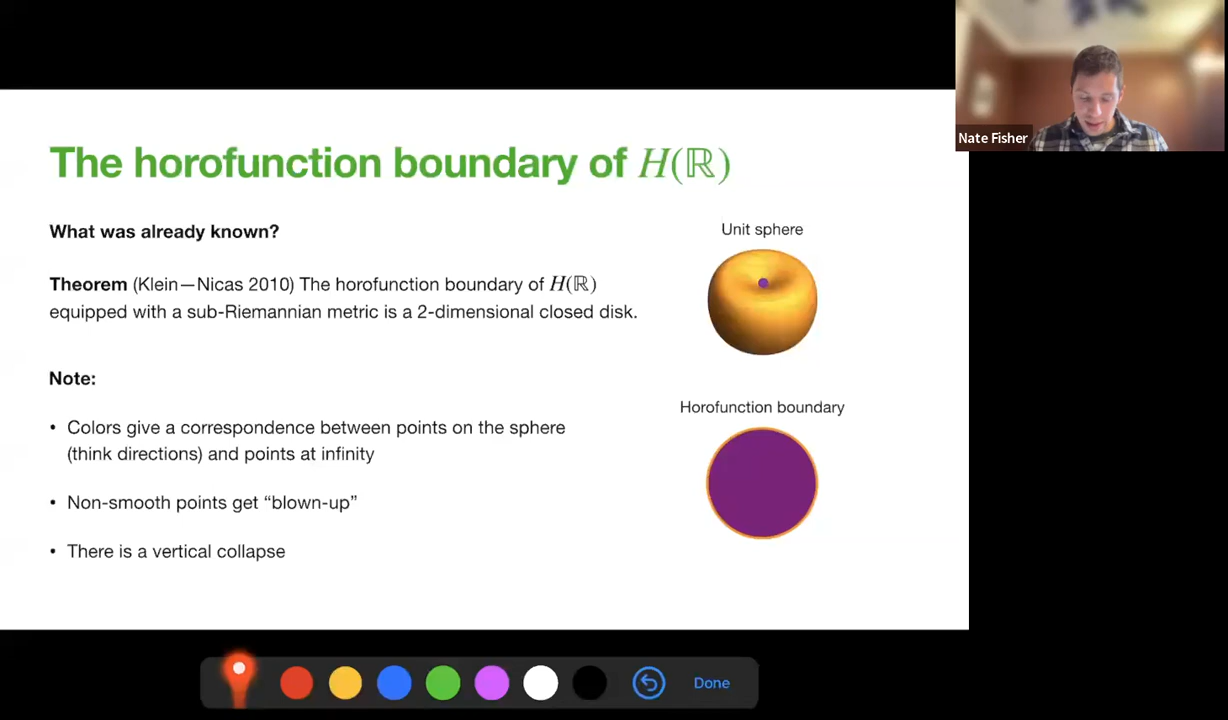 Nate Fisher
The horofunction boundary of H(ℝ)
What was already known?
Theorem (Klein—Nicas 2010) The horofunction boundary of H(ℝ)
equipped with a sub-Riemannian metric is a 2-dimensional closed disk.
Note:
• Colors give a correspondence between points on the sphere
(think directions) and points at infinity
• Non-smooth points get “blown-up”
• There is a vertical collapse
Unit sphere
Horofunction boundary
Done